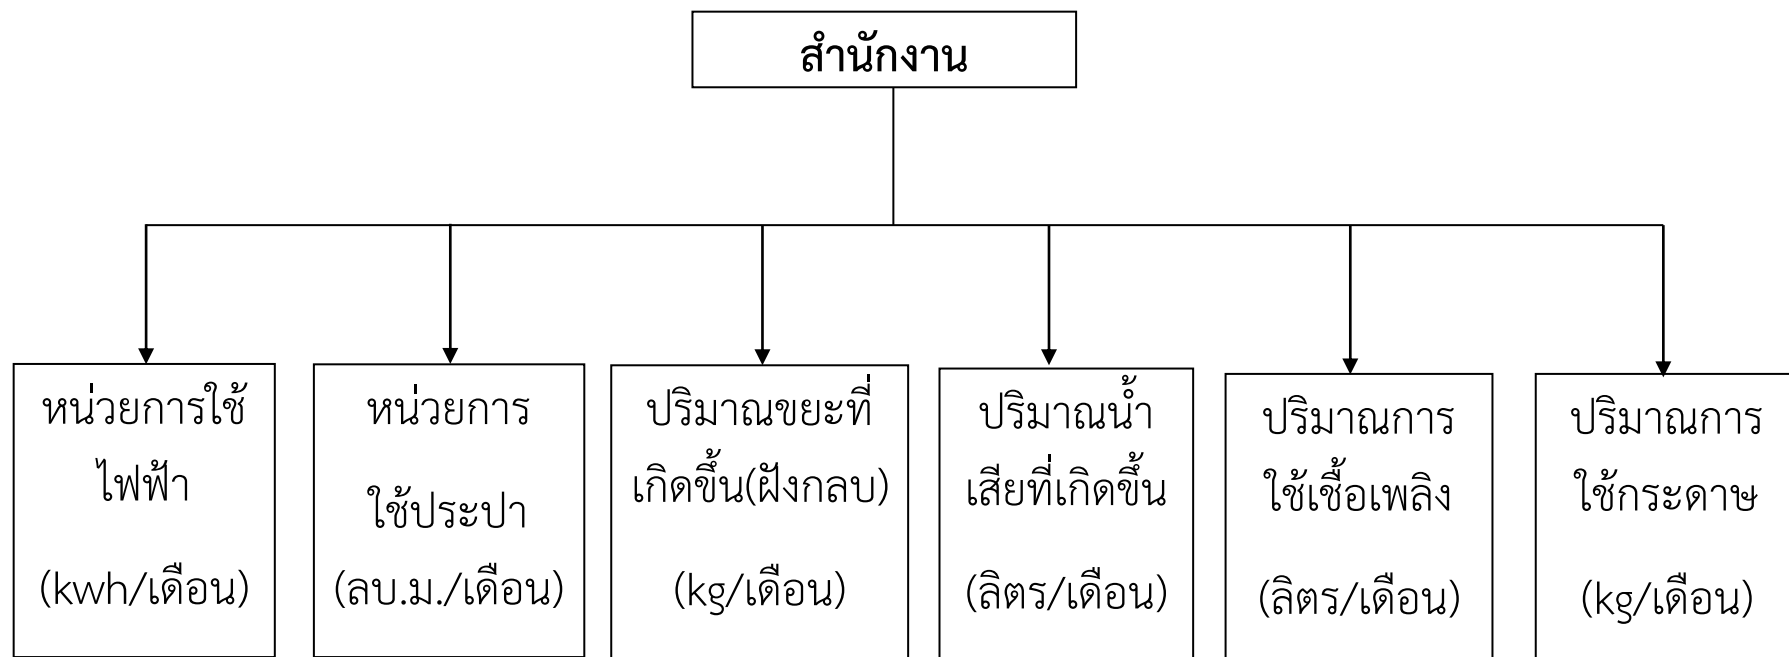 สำนักงาน
หน่วยการใช้
ไฟฟ้า
(kwh/เดือน)
หน่วยการ
ใช้ประปา
(ลบ.ม./เดือน)
ปริมาณขยะที่
เกิดขึ้น(ฝังกลบ)
(kg/เดือน)
ปริมาณน้ำ
เสียที่เกิดขึ้น
(ลิตร/เดือน)
ปริมาณการ
ใช้เชื้อเพลิง
(ลิตร/เดือน)
ปริมาณการ
ใช้กระดาษ
(kg/เดือน)